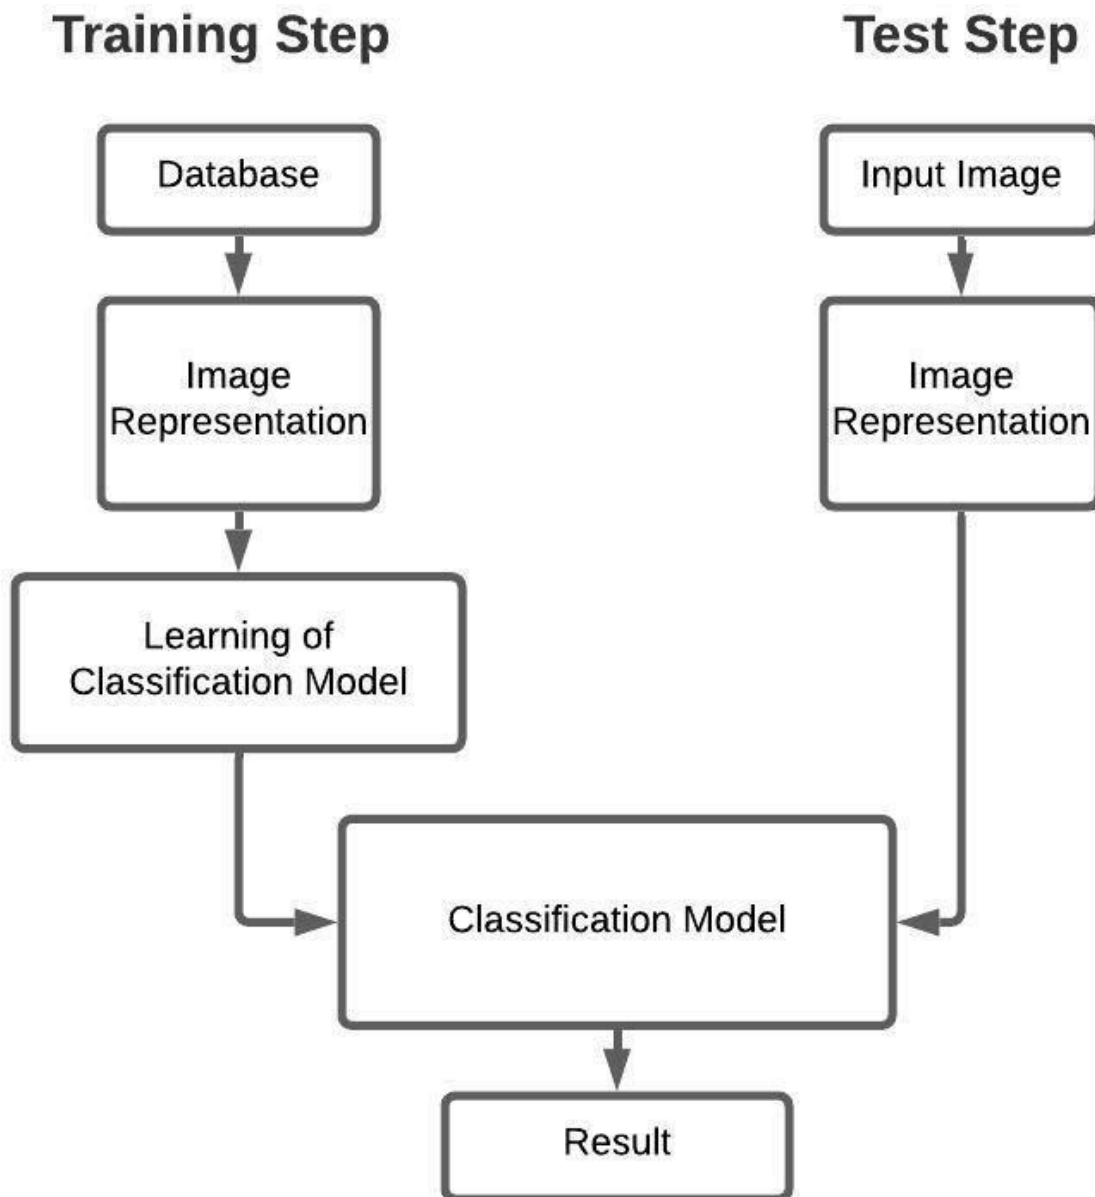 Training Step
Test Step
Database
Input Image
Image
Representation
Image
Representation
Learning of
Classification Model
Classification Model
Result